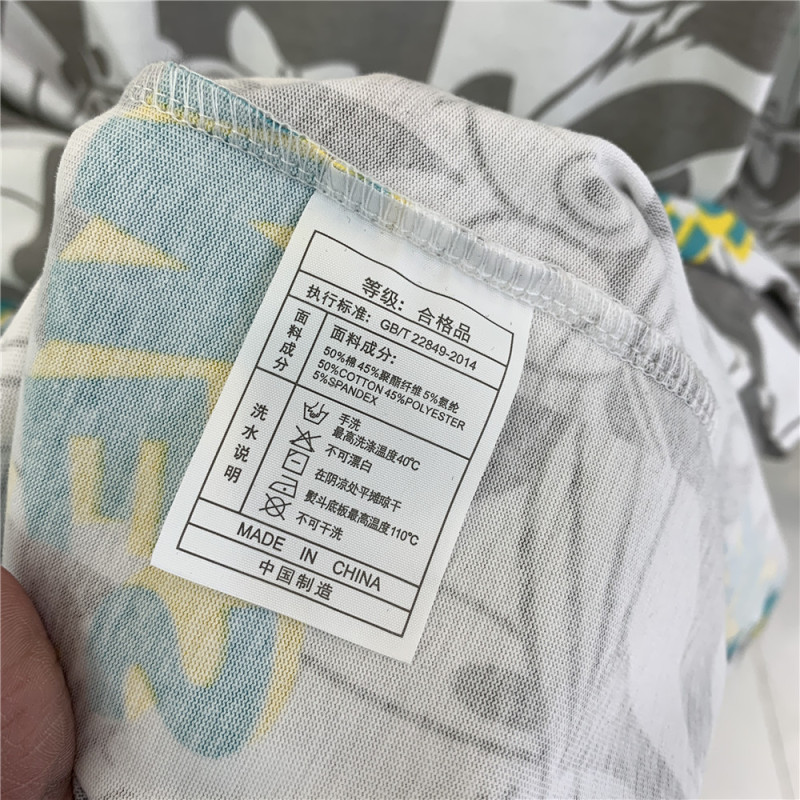 等级：合格品
执行标准：GB/T 22849-2014
面料成分
面料成分：
50%棉 45%聚酯纤维 5%氨纶
50%COTTON 45%POLYESTER
5%SPANDEX
洗水说明
手洗
最高洗涤温度40℃
不可漂白
在阴凉处平摊晾干
熨斗底板最高温度110℃
不可干洗
MADE IN CHINA
中国制造